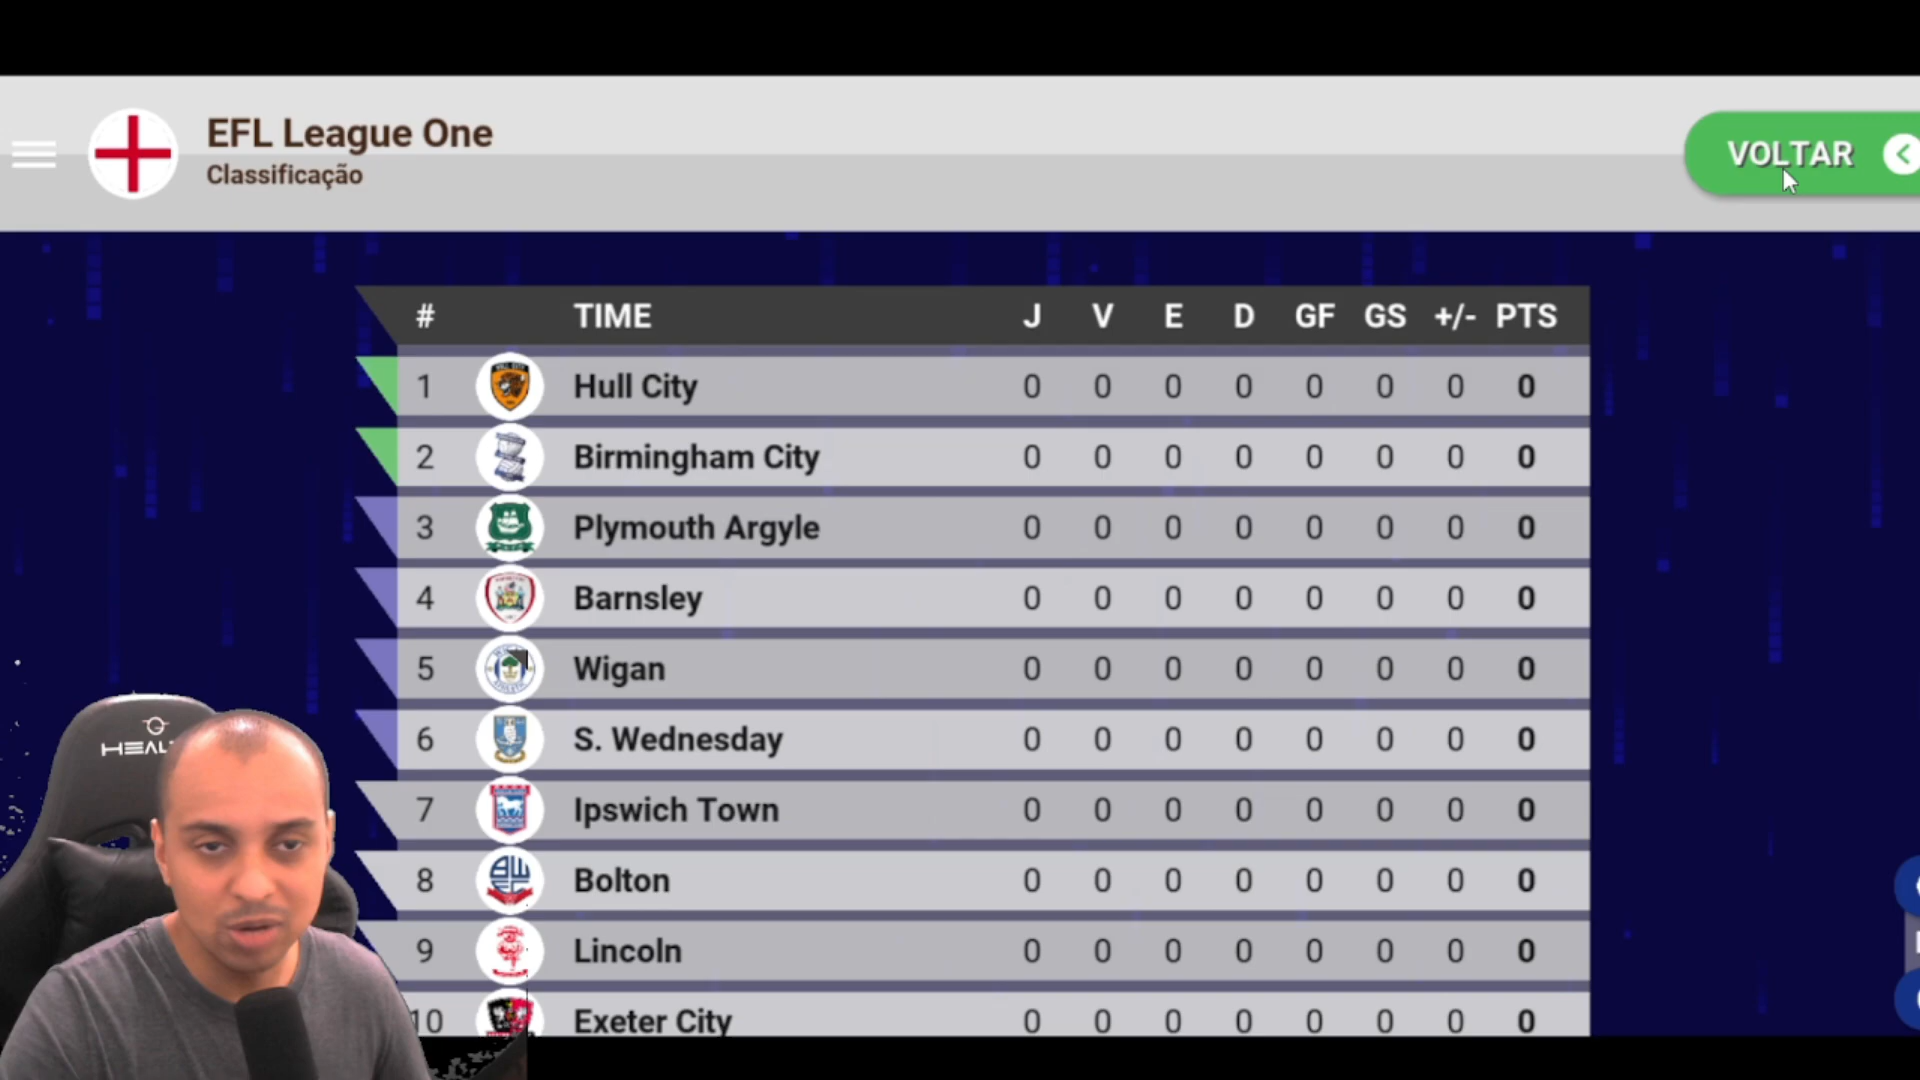 EFL League One
Classificação
VOLTAR
# TIME J V E D GF GS +/- PTS
1 Hull City 0 0 0 0 0 0 0 0
2 Birmingham City 0 0 0 0 0 0 0 0
3 Plymouth Argyle 0 0 0 0 0 0 0 0
4 Barnsley 0 0 0 0 0 0 0 0
5 Wigan 0 0 0 0 0 0 0 0
6 S. Wednesday 0 0 0 0 0 0 0 0
7 Ipswich Town 0 0 0 0 0 0 0 0
8 Bolton 0 0 0 0 0 0 0 0
9 Lincoln 0 0 0 0 0 0 0 0
10 Exeter City 0 0 0 0 0 0 0 0